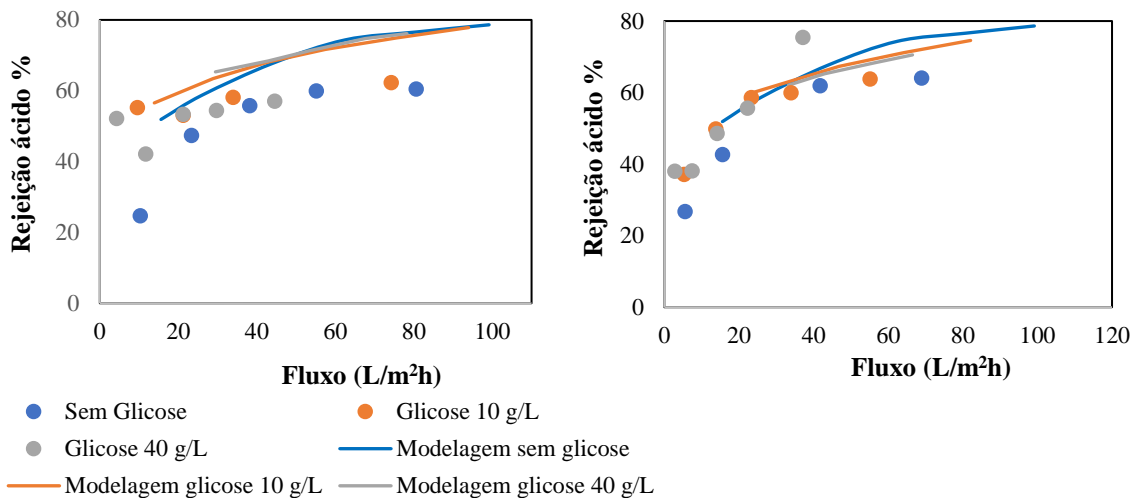 Rejeição ácido %
80
60
40
20
0
0 20 40 60 80 100
Fluxo (L/m²h)
Rejeição ácido %
80
60
40
20
0
0 20 40 60 80 100 120
Fluxo (L/m²h)
Sem Glicose
Glicose 10 g/L
Glicose 40 g/L
Modelagem sem glicose
Modelagem glicose 10 g/L
Modelagem glicose 40 g/L